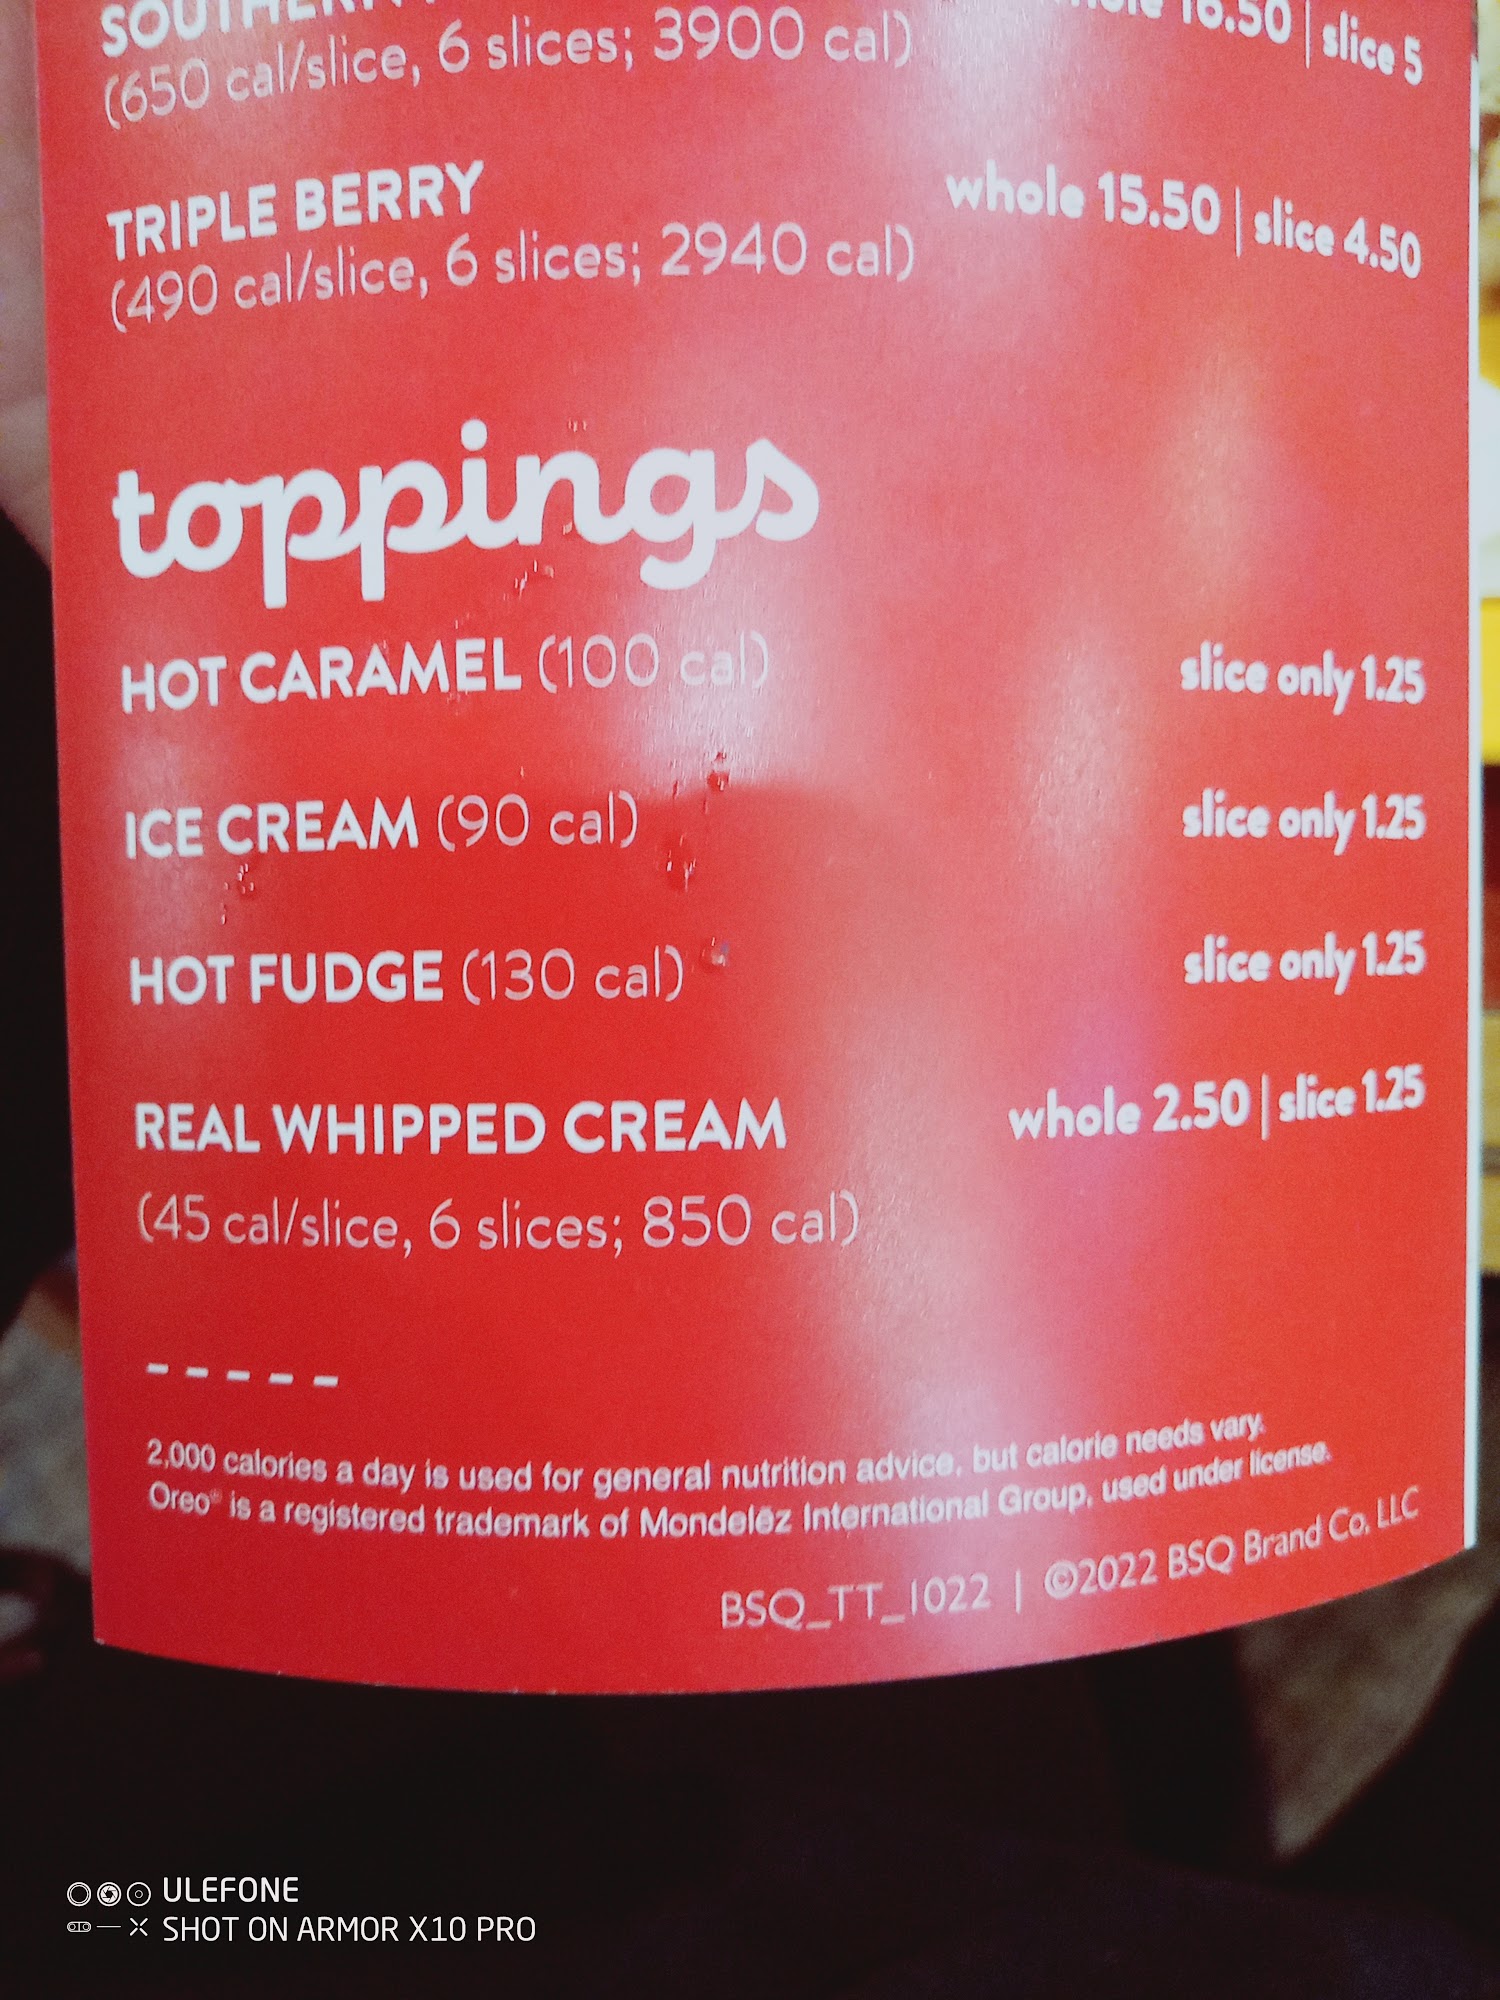 (650 cal/slice, 6 slices; 3900 cal) 16.50 | slice 5
TRIPLE BERRY whole 15.50 | slice 4.50
(490 cal/slice, 6 slices; 2940 cal)
toppings
HOT CARAMEL (100 cal) slice only 1.25
ICE CREAM (90 cal) slice only 1.25
HOT FUDGE (130 cal) slice only 1.25
REAL WHIPPED CREAM whole 2.50 | slice 1.25
(45 cal/slice, 6 slices; 850 cal)
-----
2,000 calories a day is used for general nutrition advice, but calorie needs vary.
Oreo® is a registered trademark of Mondelēz International Group, used under license.
BSQ_TT_1022 | ©2022 BSQ Brand Co. LLC
ULEFONE
SHOT ON ARMOR X10 PRO